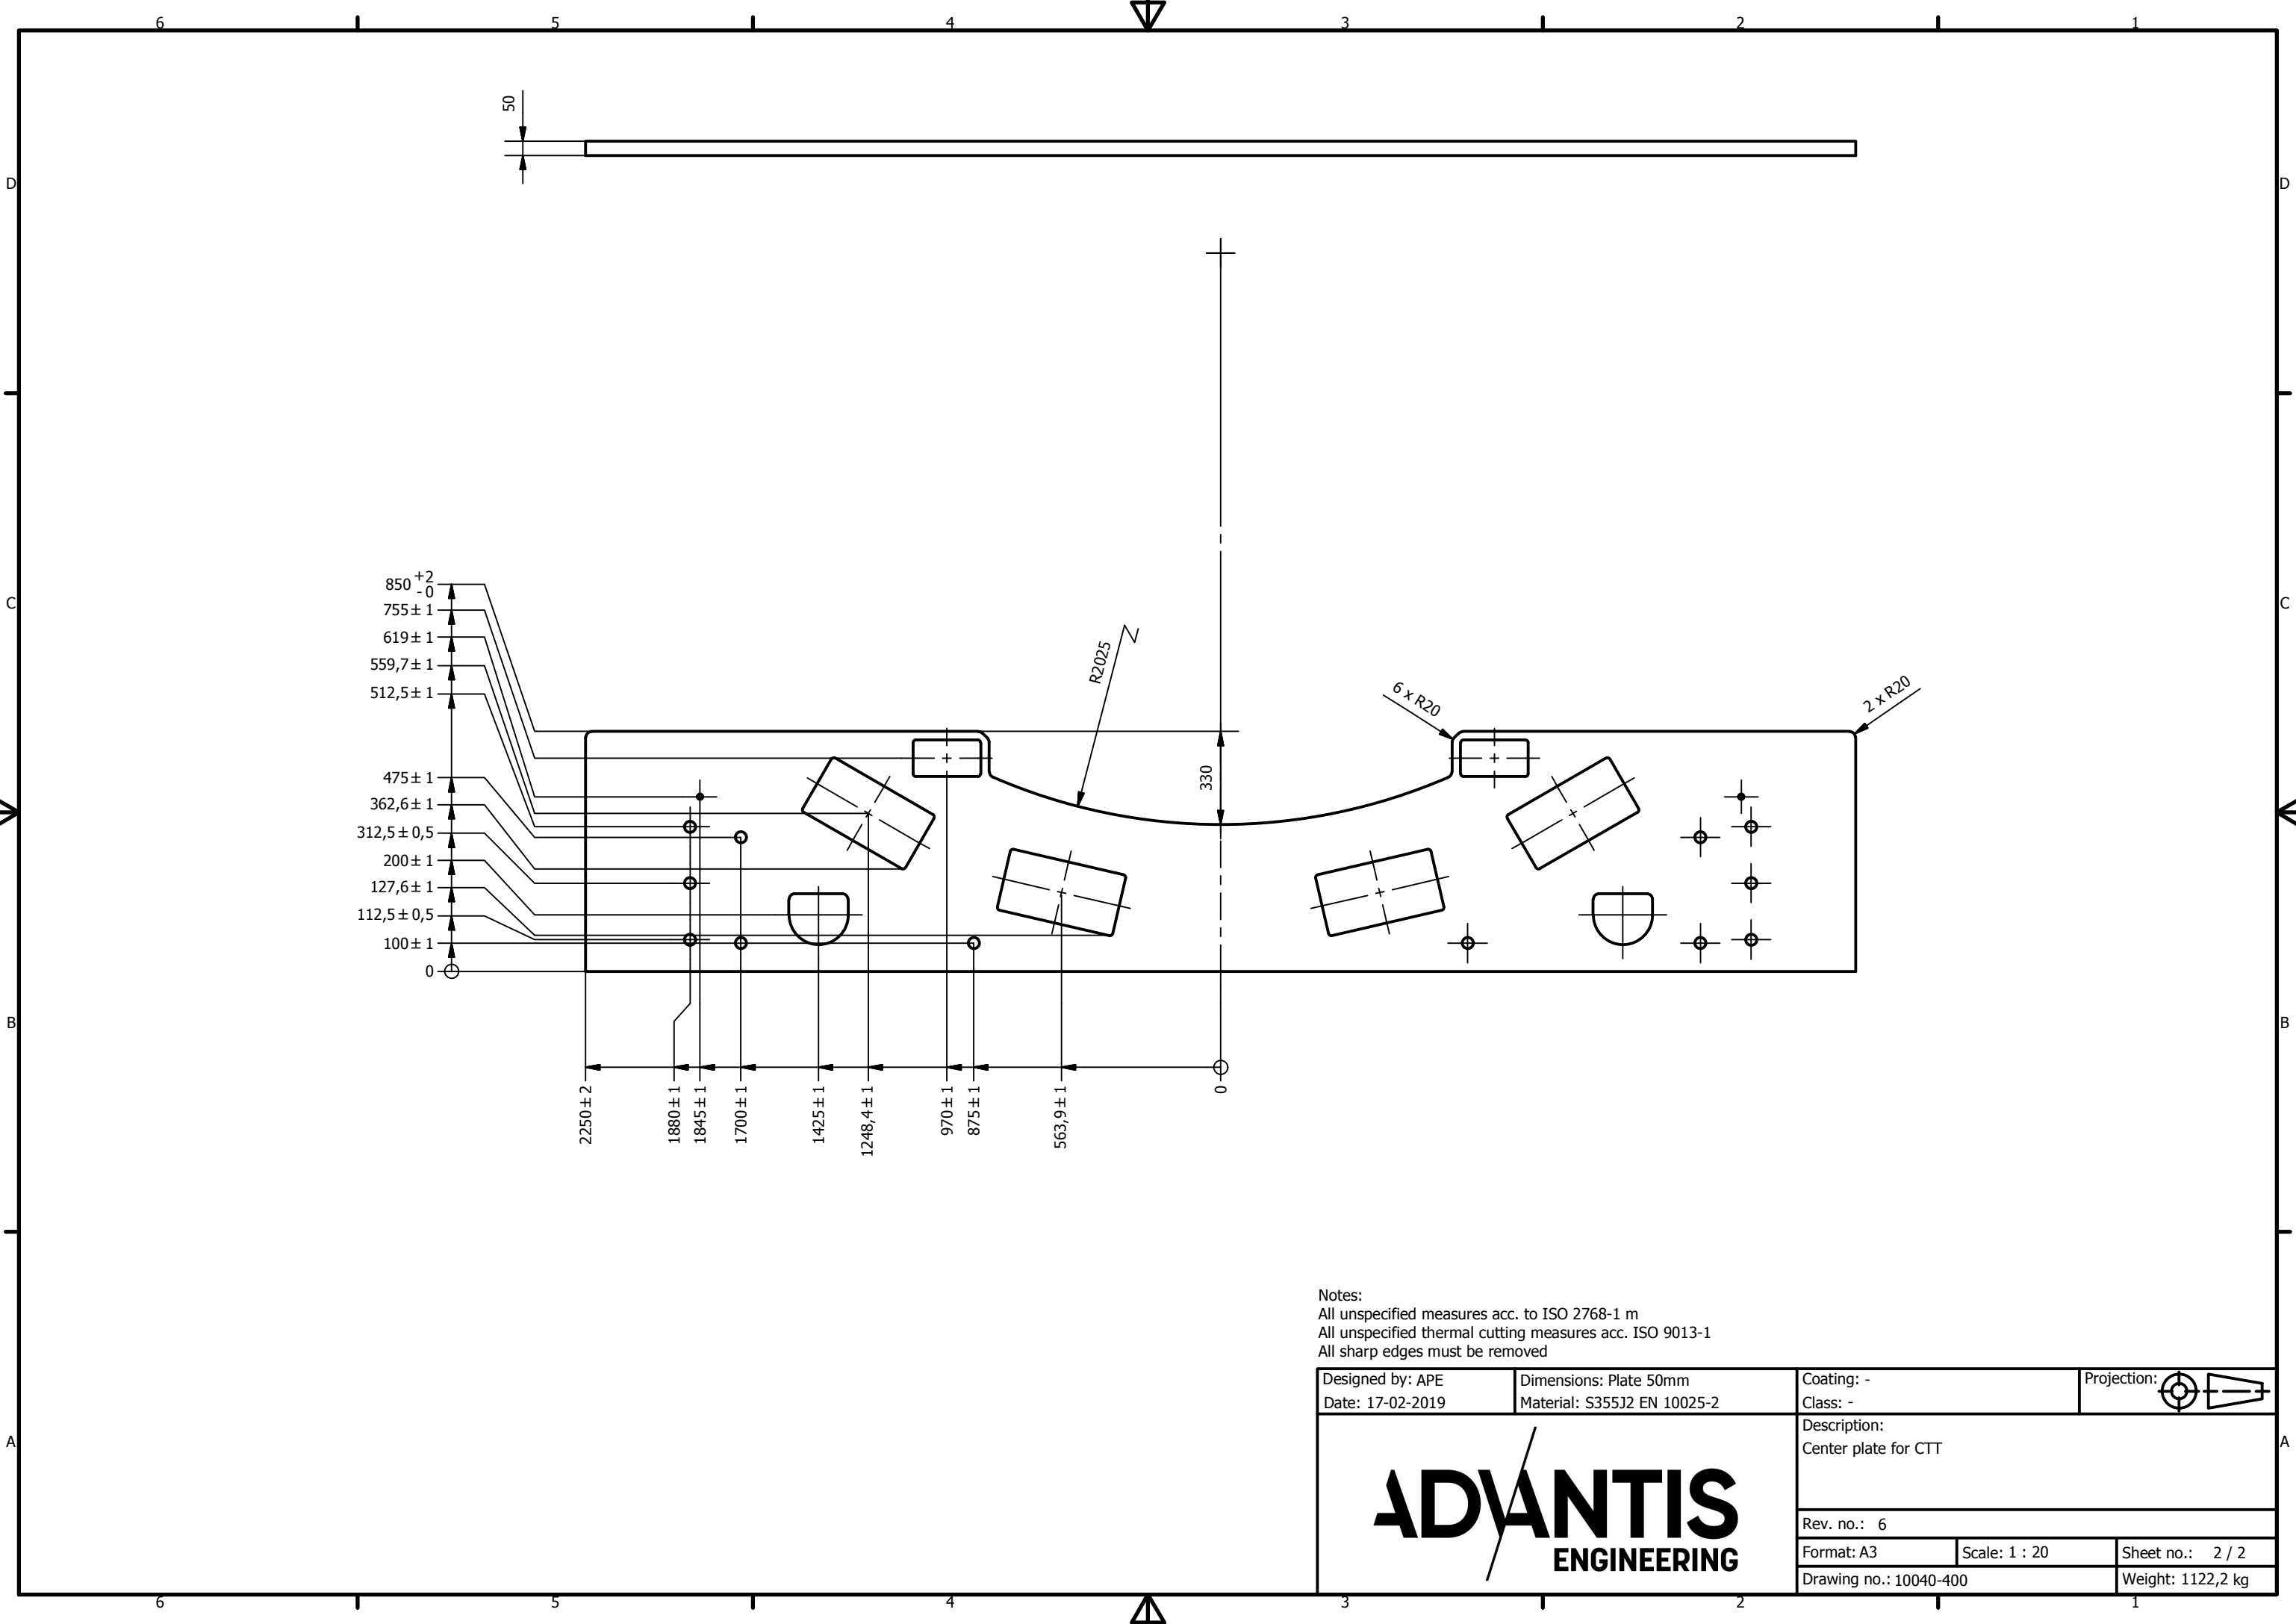 6 5 4 3 2 1
50
D D
C C
850 +2 -0
755±1
619±1
559,7±1
512,5±1
475±1
362,6±1
312,5±0,5
200±1
127,6±1
112,5±0,5
100±1
0
R2025
330
6 x R20
2 x R20
B B
2250±2
1880±1
1845±1
1700±1
1425±1
1248,4±1
970±1
875±1
563,9±1
0
Notes:
All unspecified measures acc. to ISO 2768-1 m
All unspecified thermal cutting measures acc. ISO 9013-1
All sharp edges must be removed
Designed by: APE
Date: 17-02-2019
Dimensions: Plate 50mm
Material: S355J2 EN 10025-2
Coating: -
Class: -
Projection:
A A
Description:
Center plate for CTT
ADVANTIS
ENGINEERING
Rev. no.: 6
Format: A3 Scale: 1 : 20 Sheet no.: 2 / 2
Drawing no.: 10040-400 Weight: 1122,2 kg
6 5 4 3 2 1